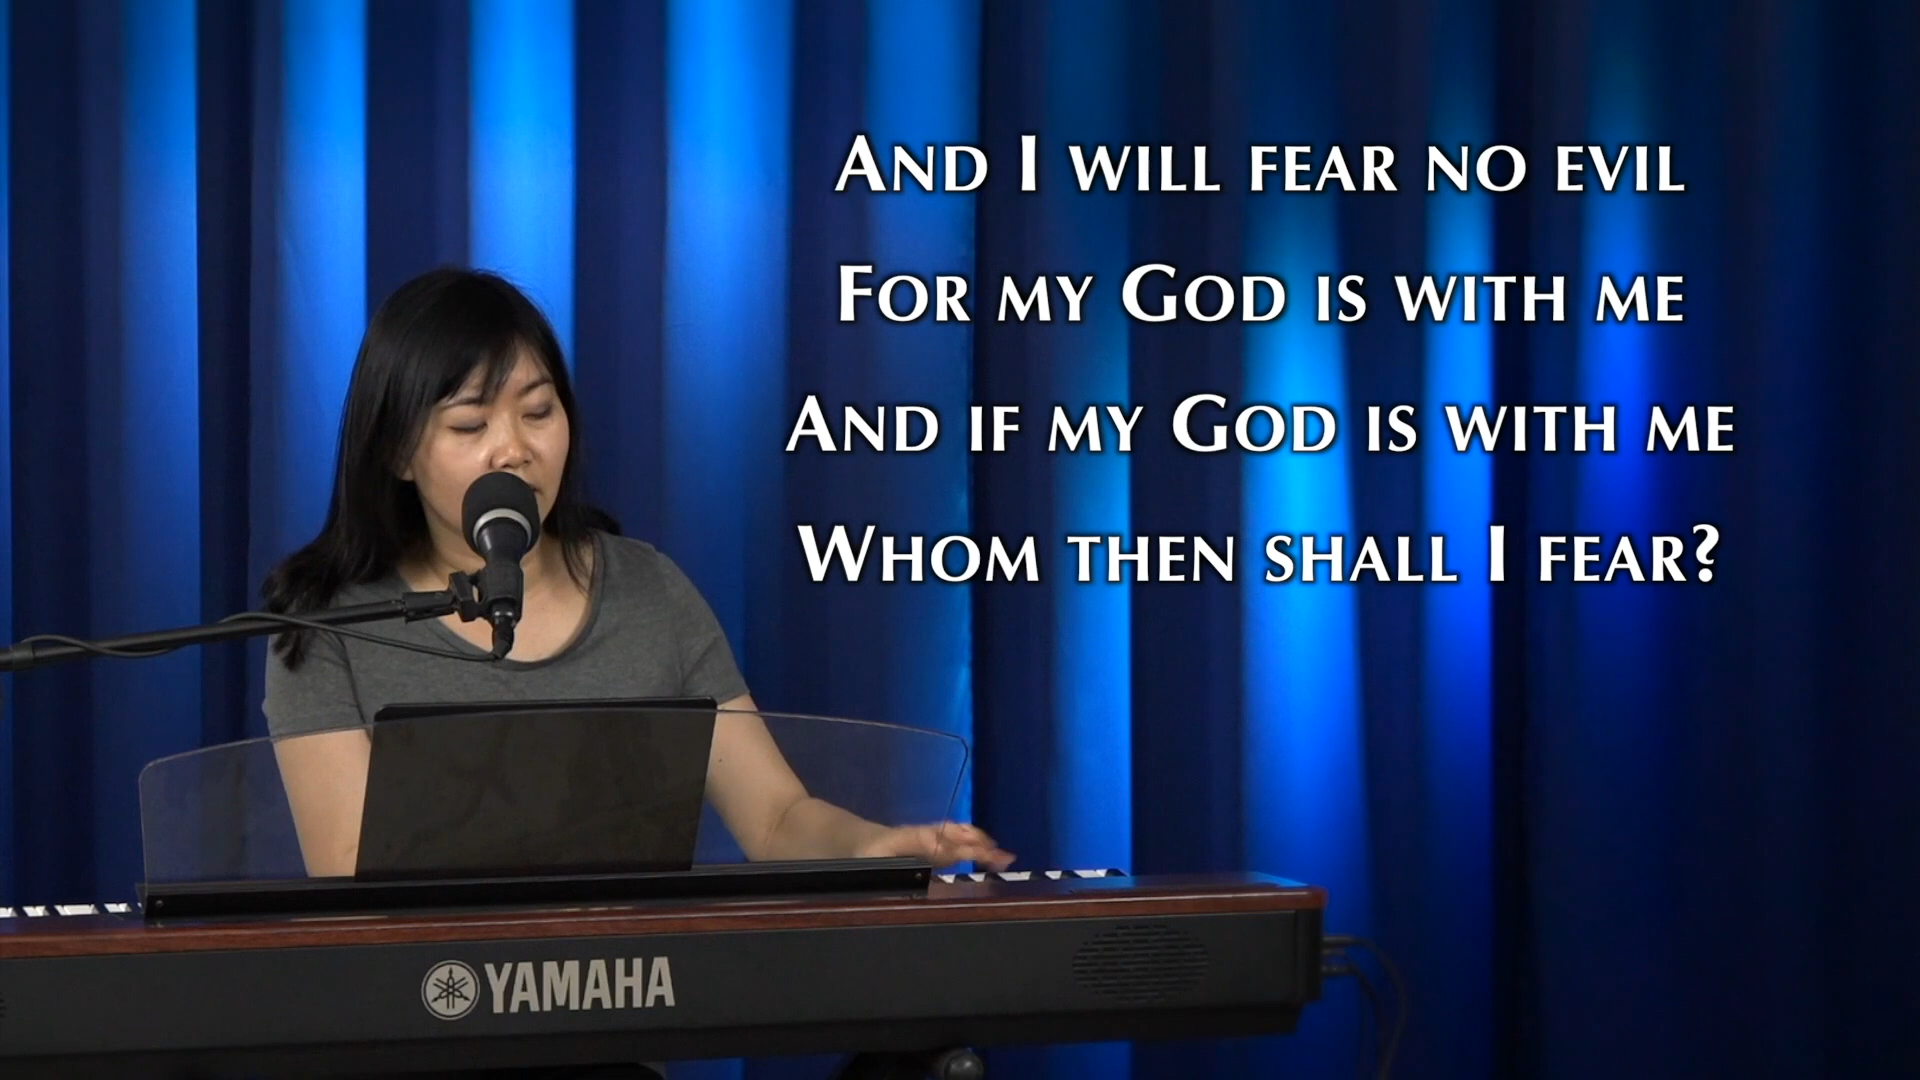 And I will fear no evil
For my God is with me
And if my God is with me
Whom then shall I fear?
YAMAHA